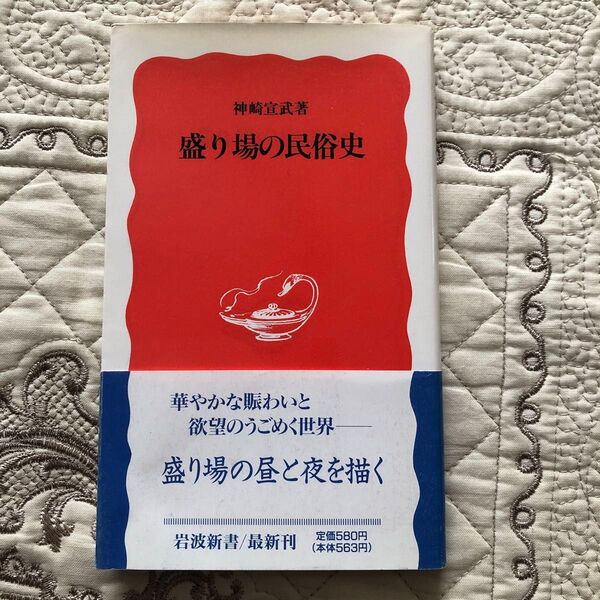 神崎宣武著
盛り場の民俗史
華やかな賑わいと
欲望のうごめく世界——
盛り場の昼と夜を描く
岩波新書/最新刊
定価580円
(本体563円)